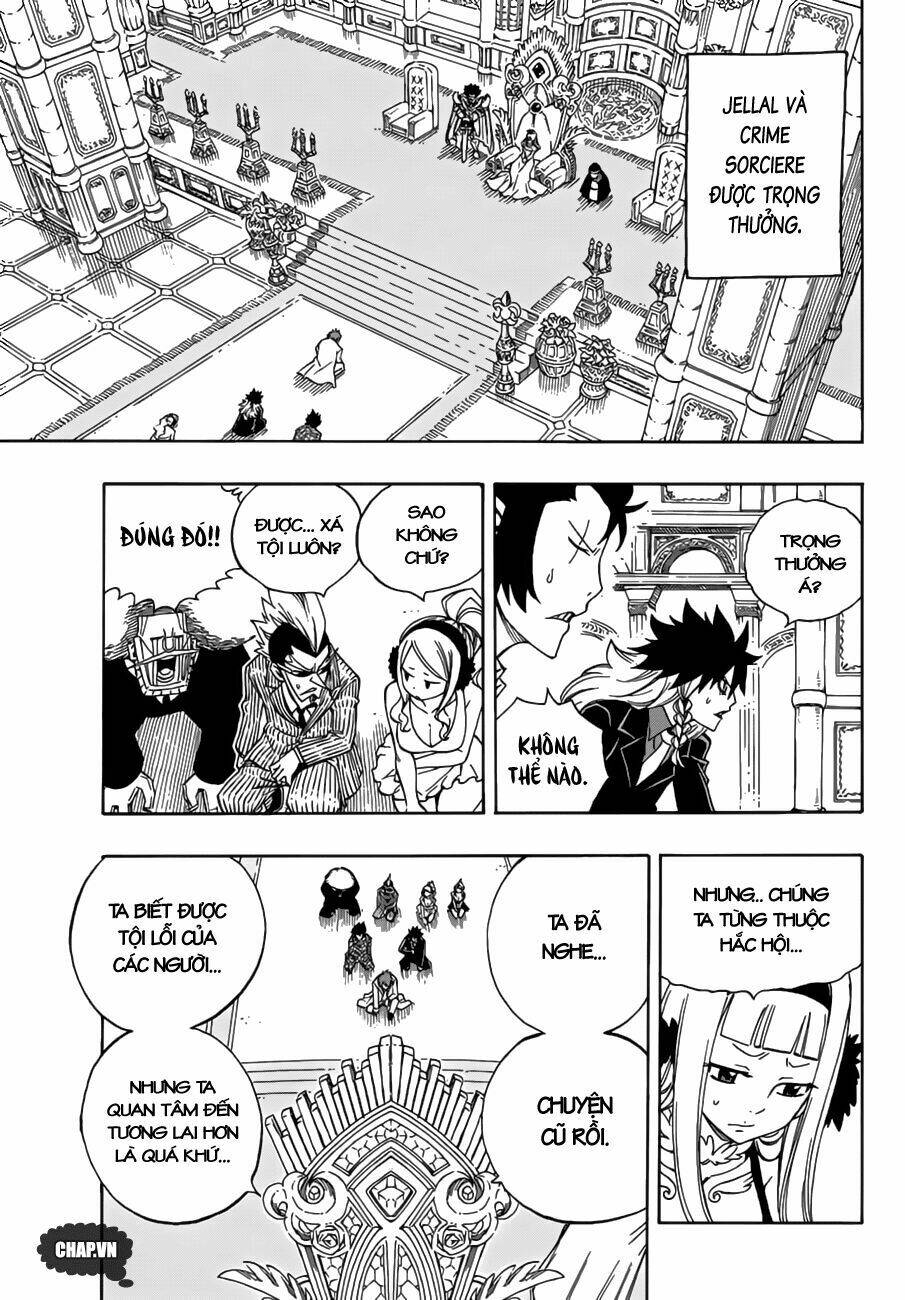 JELLAL VÀ
CRIME
SORCIERE
ĐƯỢC TRỌNG
THƯỞNG.
TRỌNG
THƯỞNG
Á?
KHÔNG
THỂ NÀO.
SAO
KHÔNG
CHỨ?
ĐƯỢC... XÁ
TỘI LUÔN?
ĐÚNG ĐÓ!!
NHƯNG... CHÚNG
TA TỪNG THUỘC
HẮC HỘI...
TA ĐÃ
NGHE...
CHUYỆN
CŨ RỒI.
TA BIẾT ĐƯỢC
TỘI LỖI CỦA
CÁC NGƯỜI...
NHƯNG TA
QUAN TÂM ĐẾN
TƯƠNG LAI HƠN
LÀ QUÁ KHỨ...
CHAP.VN